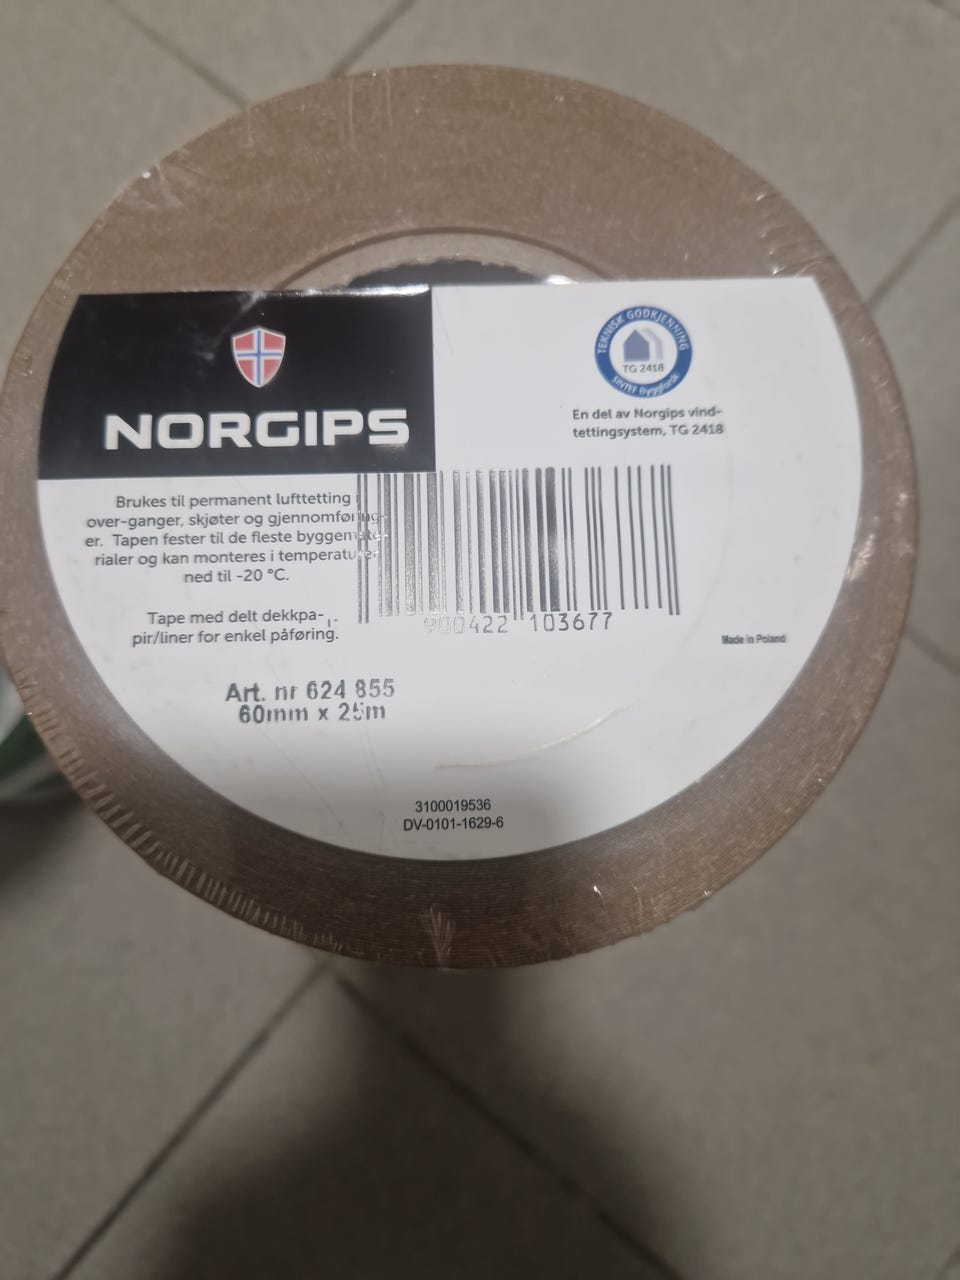 NORGIPS
TEKNISK GODKJENNING
TG 2418
SINTEF Byggforsk
En del av Norgips vind-
tettingsystem, TG 2418
Brukes til permanent lufttetting i
over-ganger, skjøter og gjennomføring-
er. Tapen fester til de fleste byggemate-
rialer og kan monteres i temperaturer
ned til -20 °C.
Tape med delt dekkpa-
pir/liner for enkel påføring.
900422 103677
Made in Poland
Art. nr 624 855
60mm x 25m
3100019536
DV-0101-1629-6